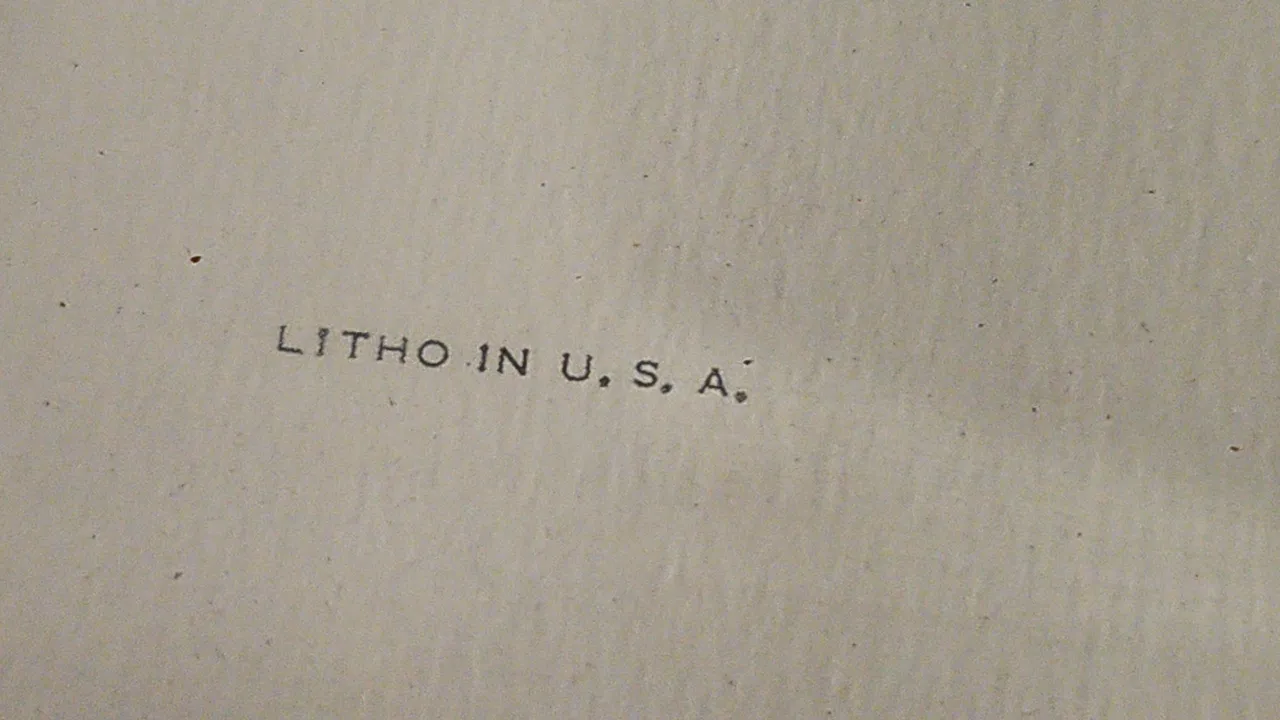 LITHO IN U. S. A.